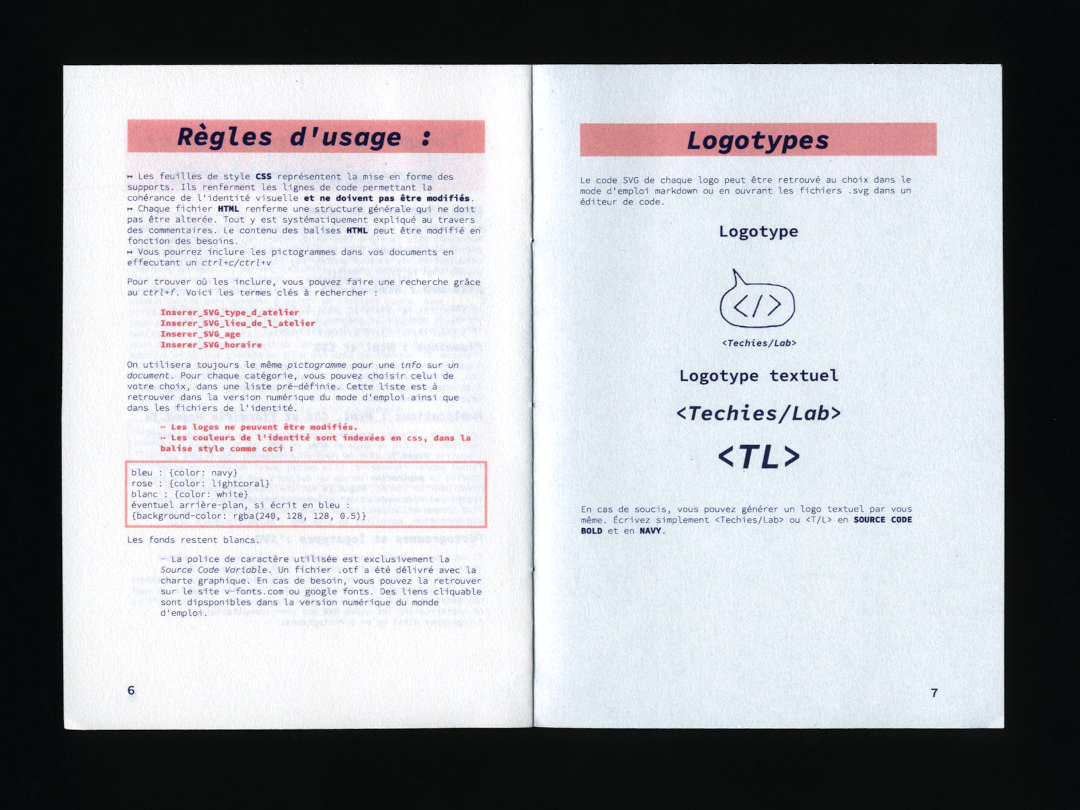 Règles d'usage :
↦ Les feuilles de style CSS représentent la mise en forme des
supports. Ils renferment les lignes de code permettant la
cohérance de l'identité visuelle et ne doivent pas être modifiés.
↦ Chaque fichier HTML renferme une structure générale qui ne doit
pas être alterée. Tout y est systématiquement expliqué au travers
des commentaires. Le contenu des balises HTML peut être modifié en
fonction des besoins.
↦ Vous pourrez inclure les pictogrammes dans vos documents en
effecutant un ctrl+c/ctrl+v
Pour trouver où les inclure, vous pouvez faire une recherche grâce
au ctrl+f. Voici les termes clés à rechercher :
Inserer_SVG_type_d_atelier
Inserer_SVG_lieu_de_l_atelier
Inserer_SVG_age
Inserer_SVG_horaire
On utilisera toujours le même pictogramme pour une info sur un
document. Pour chaque catégorie, vous pouvez choisir celui de
votre choix, dans une liste pré-définie. Cette liste est à
retrouver dans la version numérique du mode d'emploi ainsi que
dans les fichiers de l'identité.
— Les logos ne peuvent être modifiés.
— Les couleurs de l'identité sont indexées en css, dans la
balise style comme ceci :
bleu : {color: navy}
rose : {color: lightcoral}
blanc : {color: white}
éventuel arrière-plan, si écrit en bleu :
{background-color: rgba(240, 128, 128, 0.5)}
Les fonds restent blancs.
— La police de caractère utilisée est exclusivement la
Source Code Variable. Un fichier .otf a été délivré avec la
charte graphique. En cas de besoin, vous pouvez la retrouver
sur le site v-fonts.com ou google fonts. Des liens cliquable
sont dipsponibles dans la version numérique du monde
d'emploi.
6
Logotypes
Le code SVG de chaque logo peut être retrouvé au choix dans le
mode d'emploi markdown ou en ouvrant les fichiers .svg dans un
éditeur de code.
Logotype
</>
<Techies/Lab>
Logotype textuel
<Techies/Lab>
<TL>
En cas de soucis, vous pouvez générer un logo textuel par vous
même. Écrivez simplement <Techies/Lab> ou <T/L> en SOURCE CODE
BOLD et en NAVY.
7